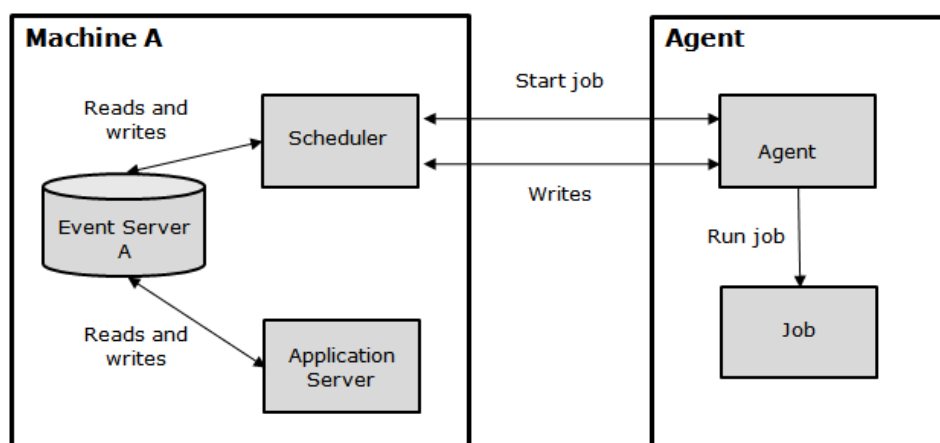 Machine A
Reads and
writes
Scheduler
Event Server
A
Reads and
writes
Application
Server
Start job
Writes
Agent
Agent
Run job
Job